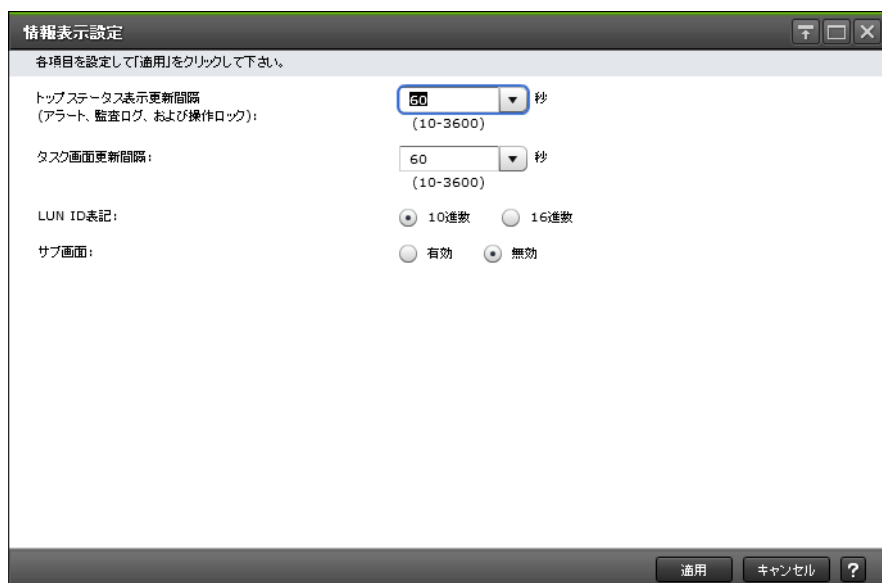 情報表示設定
各項目を設定して「適用」をクリックして下さい。
トップステータス表示更新間隔
(アラート、監査ログ、および操作ロック):
60 秒
(10-3600)
タスク画面更新間隔:
60 秒
(10-3600)
LUN ID表記:
10進数 16進数
サブ画面:
有効 無効
適用 キャンセル ?